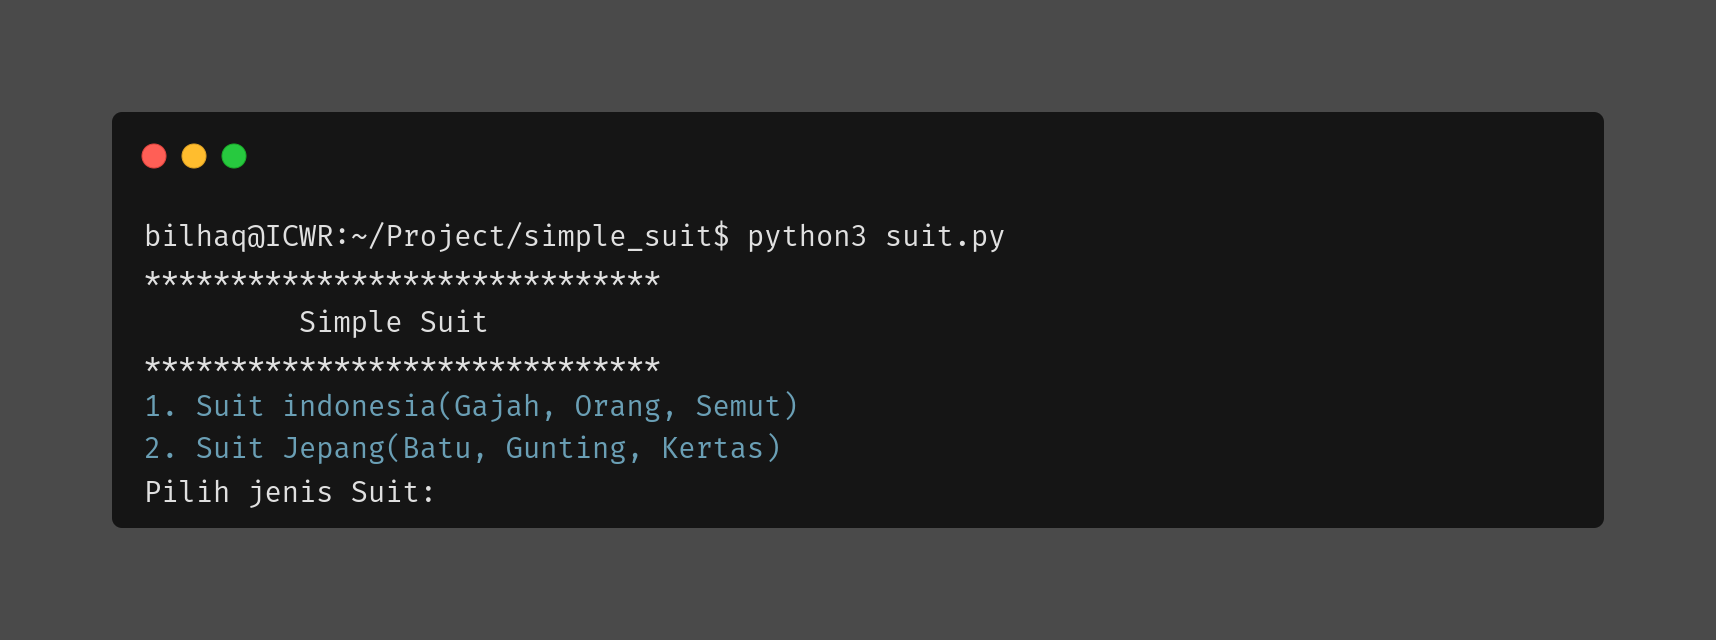 bilhaq@ICWR:~/Project/simple_suit$ python3 suit.py
******************************
Simple Suit
******************************
1. Suit indonesia(Gajah, Orang, Semut)
2. Suit Jepang(Batu, Gunting, Kertas)
Pilih jenis Suit: